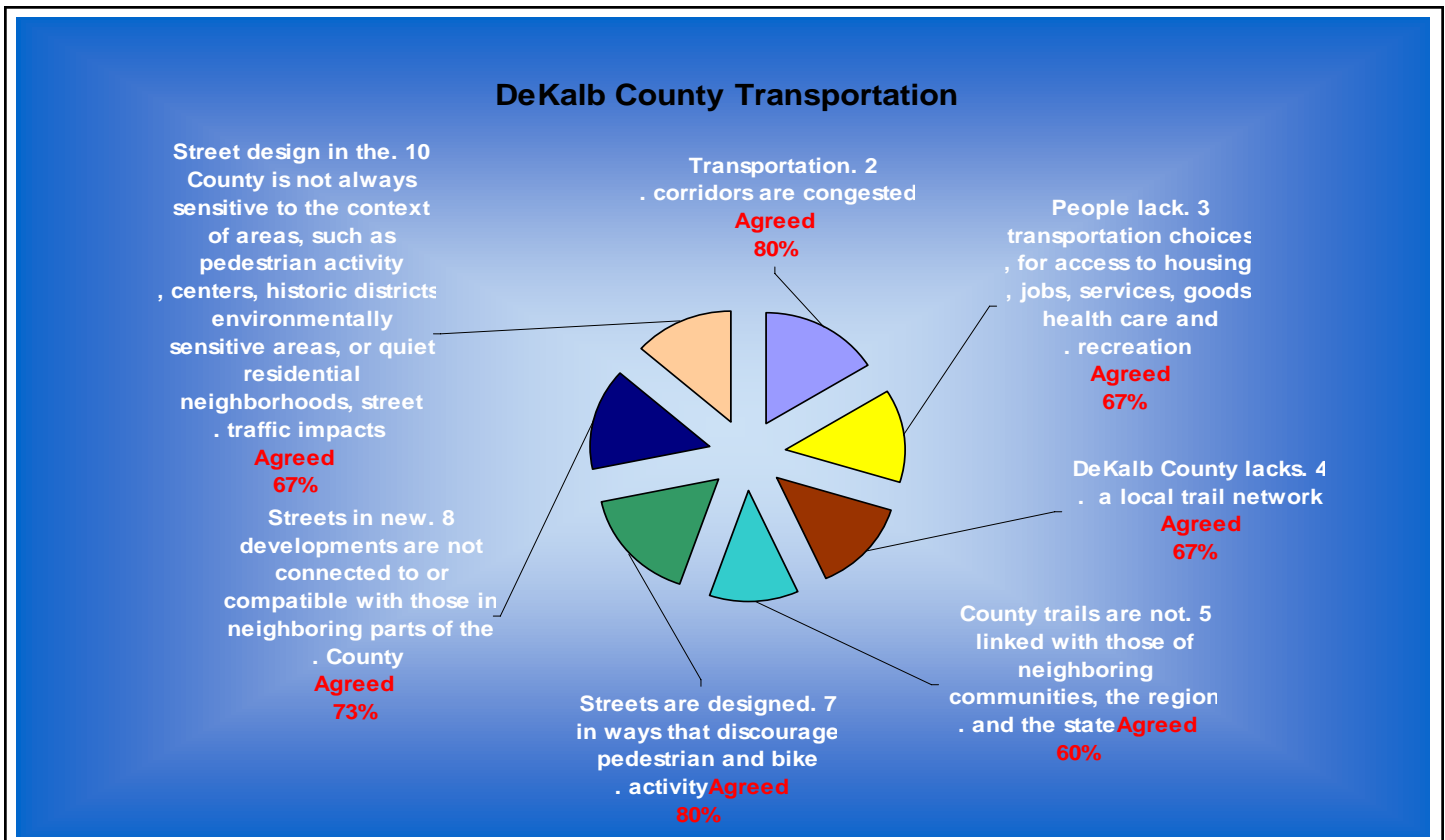 DeKalb County Transportation
Street design in the. 10
County is not always
sensitive to the context
of areas, such as
pedestrian activity
, centers, historic districts
environmentally
sensitive areas, or quiet
residential
neighborhoods, street
. traffic impacts
Agreed
67%
Transportation. 2
. corridors are congested
Agreed
80%
People lack. 3
transportation choices
, for access to housing
, jobs, services, goods
health care and
. recreation
Agreed
67%
DeKalb County lacks. 4
. a local trail network
Agreed
67%
County trails are not. 5
linked with those of
neighboring
communities, the region
. and the stateAgreed
60%
Streets are designed. 7
in ways that discourage
pedestrian and bike
. activityAgreed
80%
Streets in new. 8
developments are not
connected to or
compatible with those in
neighboring parts of the
. County
Agreed
73%